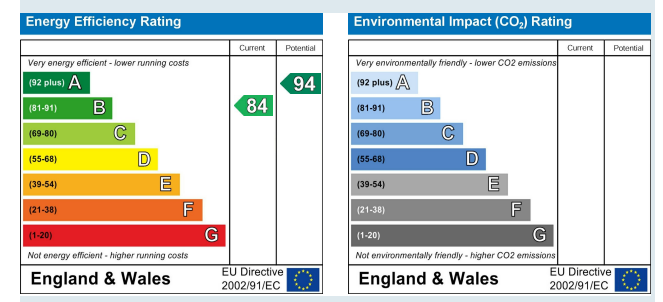 Energy Efficiency Rating
Current Potential
Very energy efficient - lower running costs
(92 plus) A
94
(81-91) B
84
(69-80) C
(55-68) D
(39-54) E
(21-38) F
(1-20) G
Not energy efficient - higher running costs
England & Wales
EU Directive
2002/91/EC
Environmental Impact (CO₂) Rating
Current Potential
Very environmentally friendly - lower CO2 emissions
(92 plus) A
(81-91) B
(69-80) C
(55-68) D
(39-54) E
(21-38) F
(1-20) G
Not environmentally friendly - higher CO2 emissions
England & Wales
EU Directive
2002/91/EC